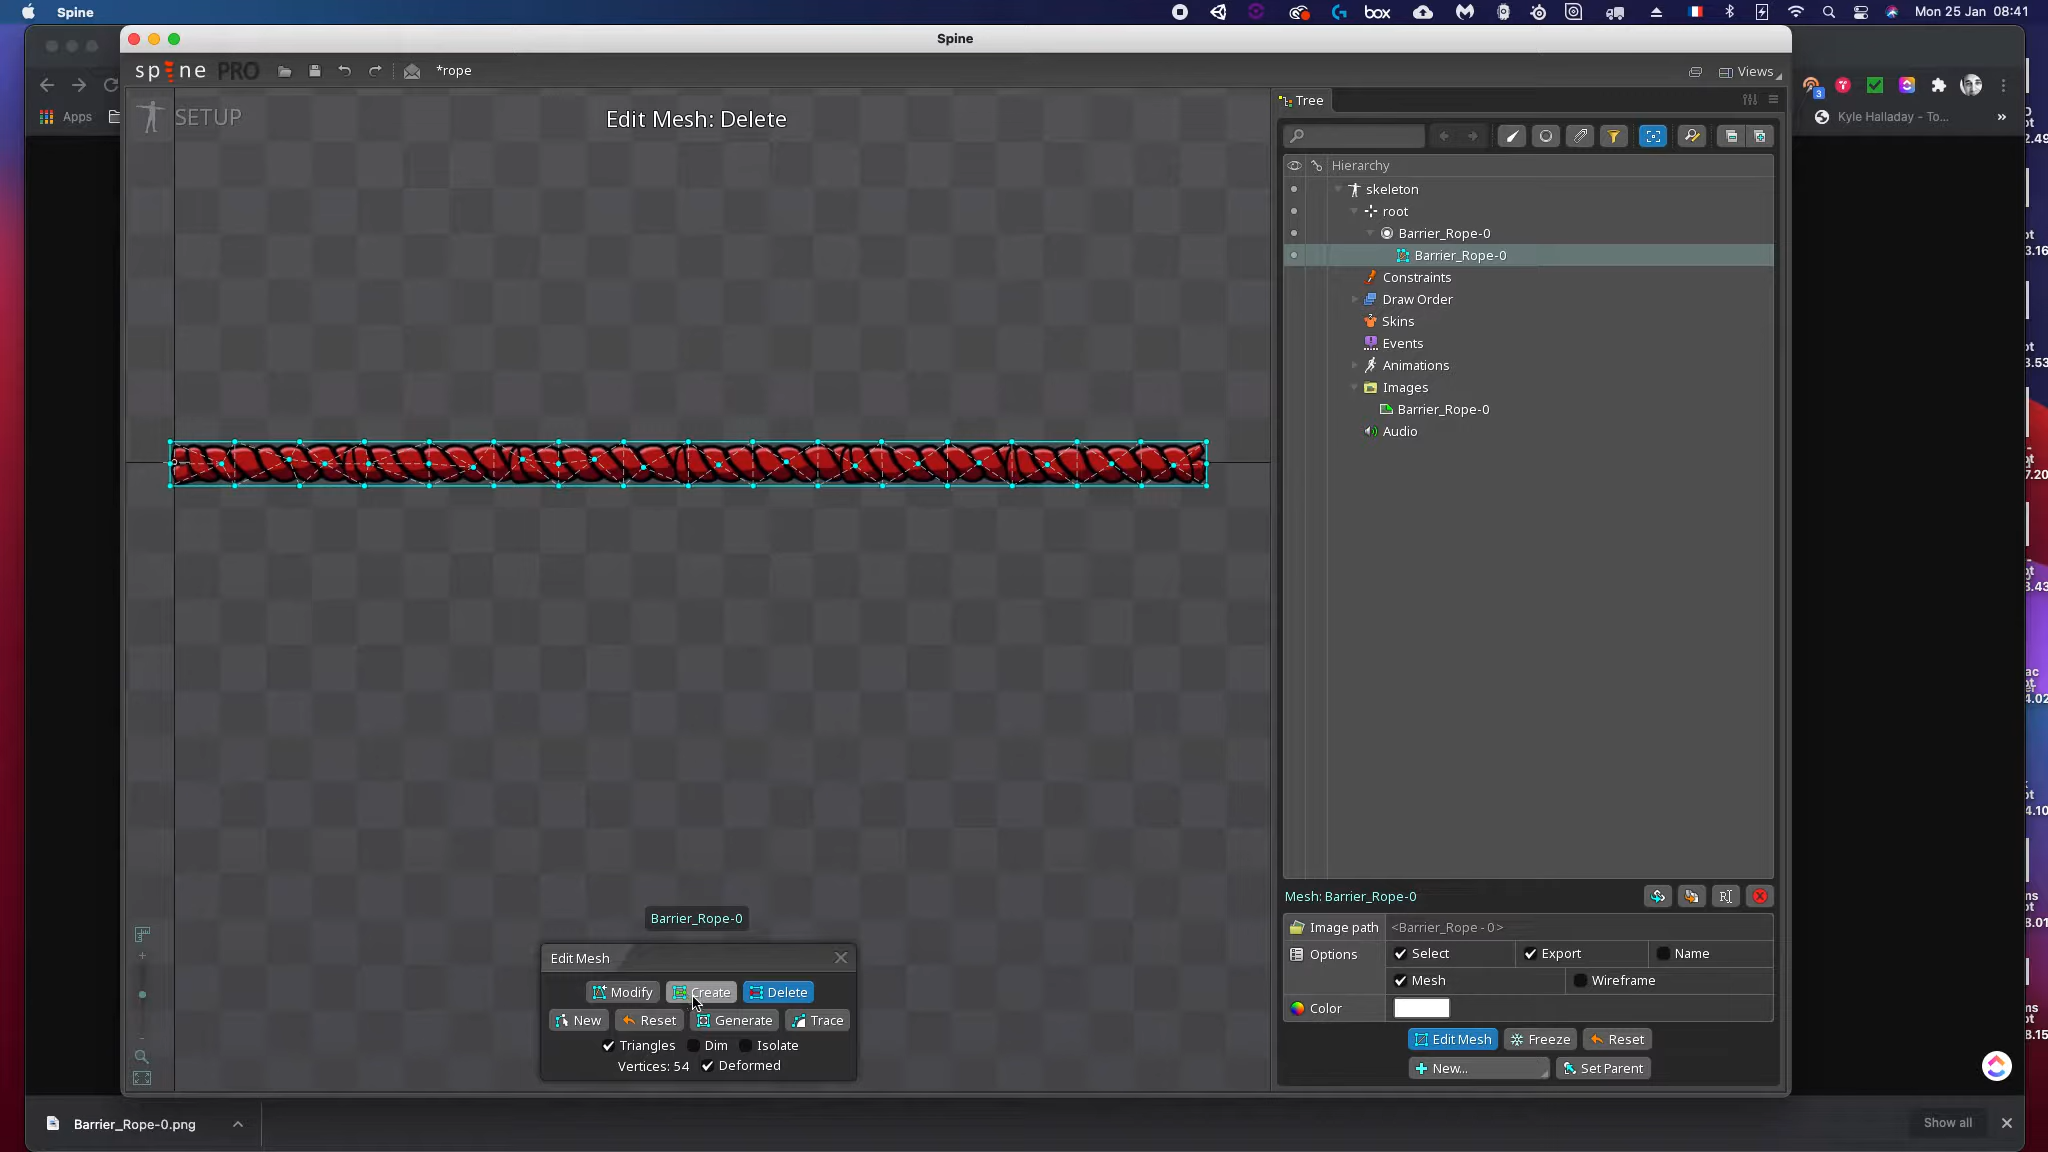 Spine
box
Mon 25 Jan 08:41
Spine
spine PRO
*rope
Views
3
Apps
Kyle Halladay - To...
»
SETUP
Edit Mesh: Delete
Tree
Hierarchy
skeleton
root
Barrier_Rope-0
Barrier_Rope-0
Constraints
Draw Order
Skins
Events
Animations
Images
Barrier_Rope-0
Audio
Mesh: Barrier_Rope-0
Image path
<Barrier_Rope - 0>
Options
Select
Export
Name
Mesh
Wireframe
Color
Edit Mesh
Freeze
Reset
New...
Set Parent
Barrier_Rope-0
Edit Mesh
Modify
Create
Delete
New
Reset
Generate
Trace
Triangles
Dim
Isolate
Vertices: 54
Deformed
Barrier_Rope-0.png
Show all